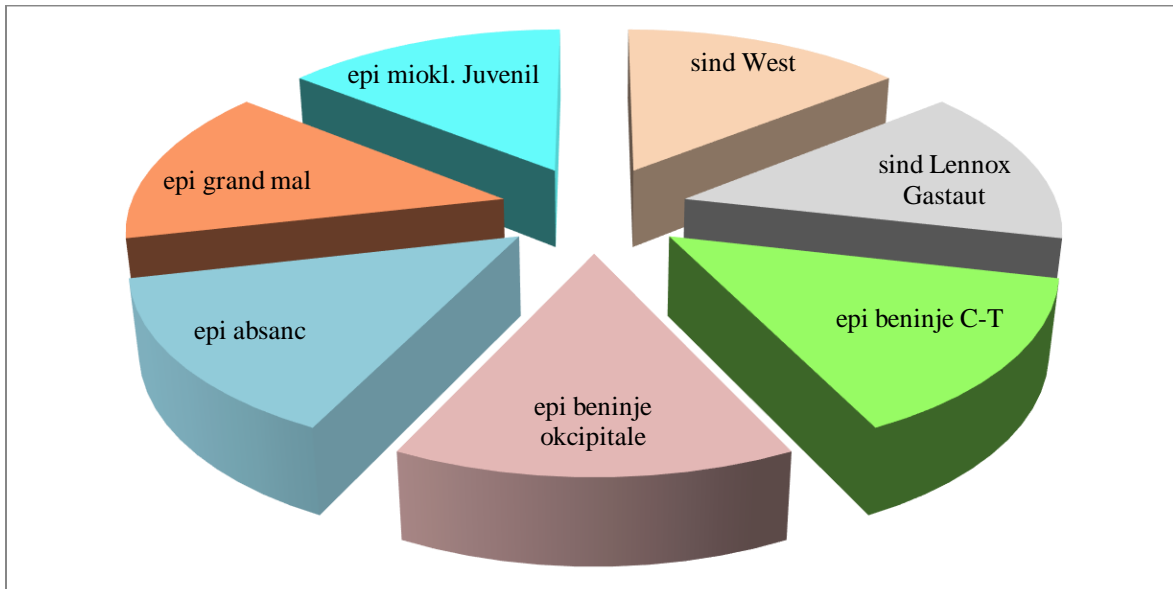 epi miokl. Juvenil
sind West
sind Lennox
Gastaut
epi grand mal
epi beninje C-T
epi absanc
epi beninje
okcipitale